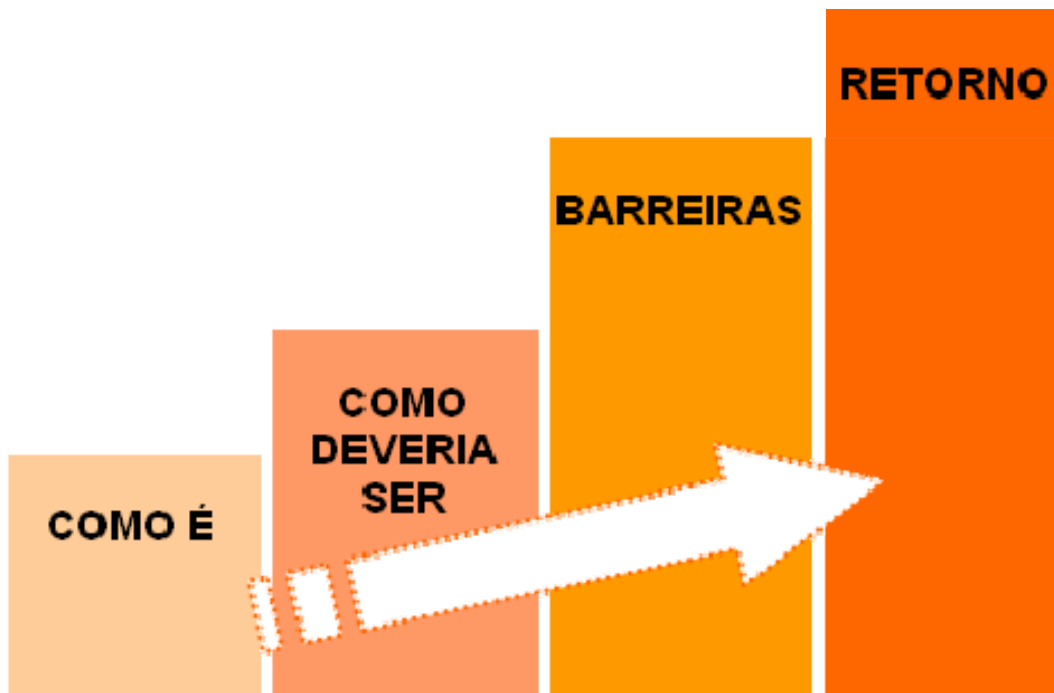 COMO É
COMO
DEVERIA
SER
BARREIRAS
RETORNO